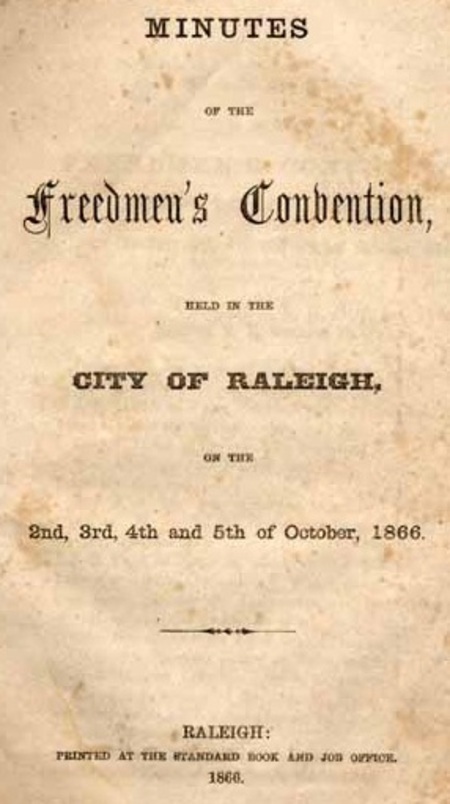 MINUTES
OF THE
Freedmen's Convention,
HELD IN THE
CITY OF RALEIGH,
ON THE
2nd, 3rd, 4th and 5th of October, 1866.
RALEIGH:
PRINTED AT THE STANDARD BOOK AND JOB OFFICE.
1866.